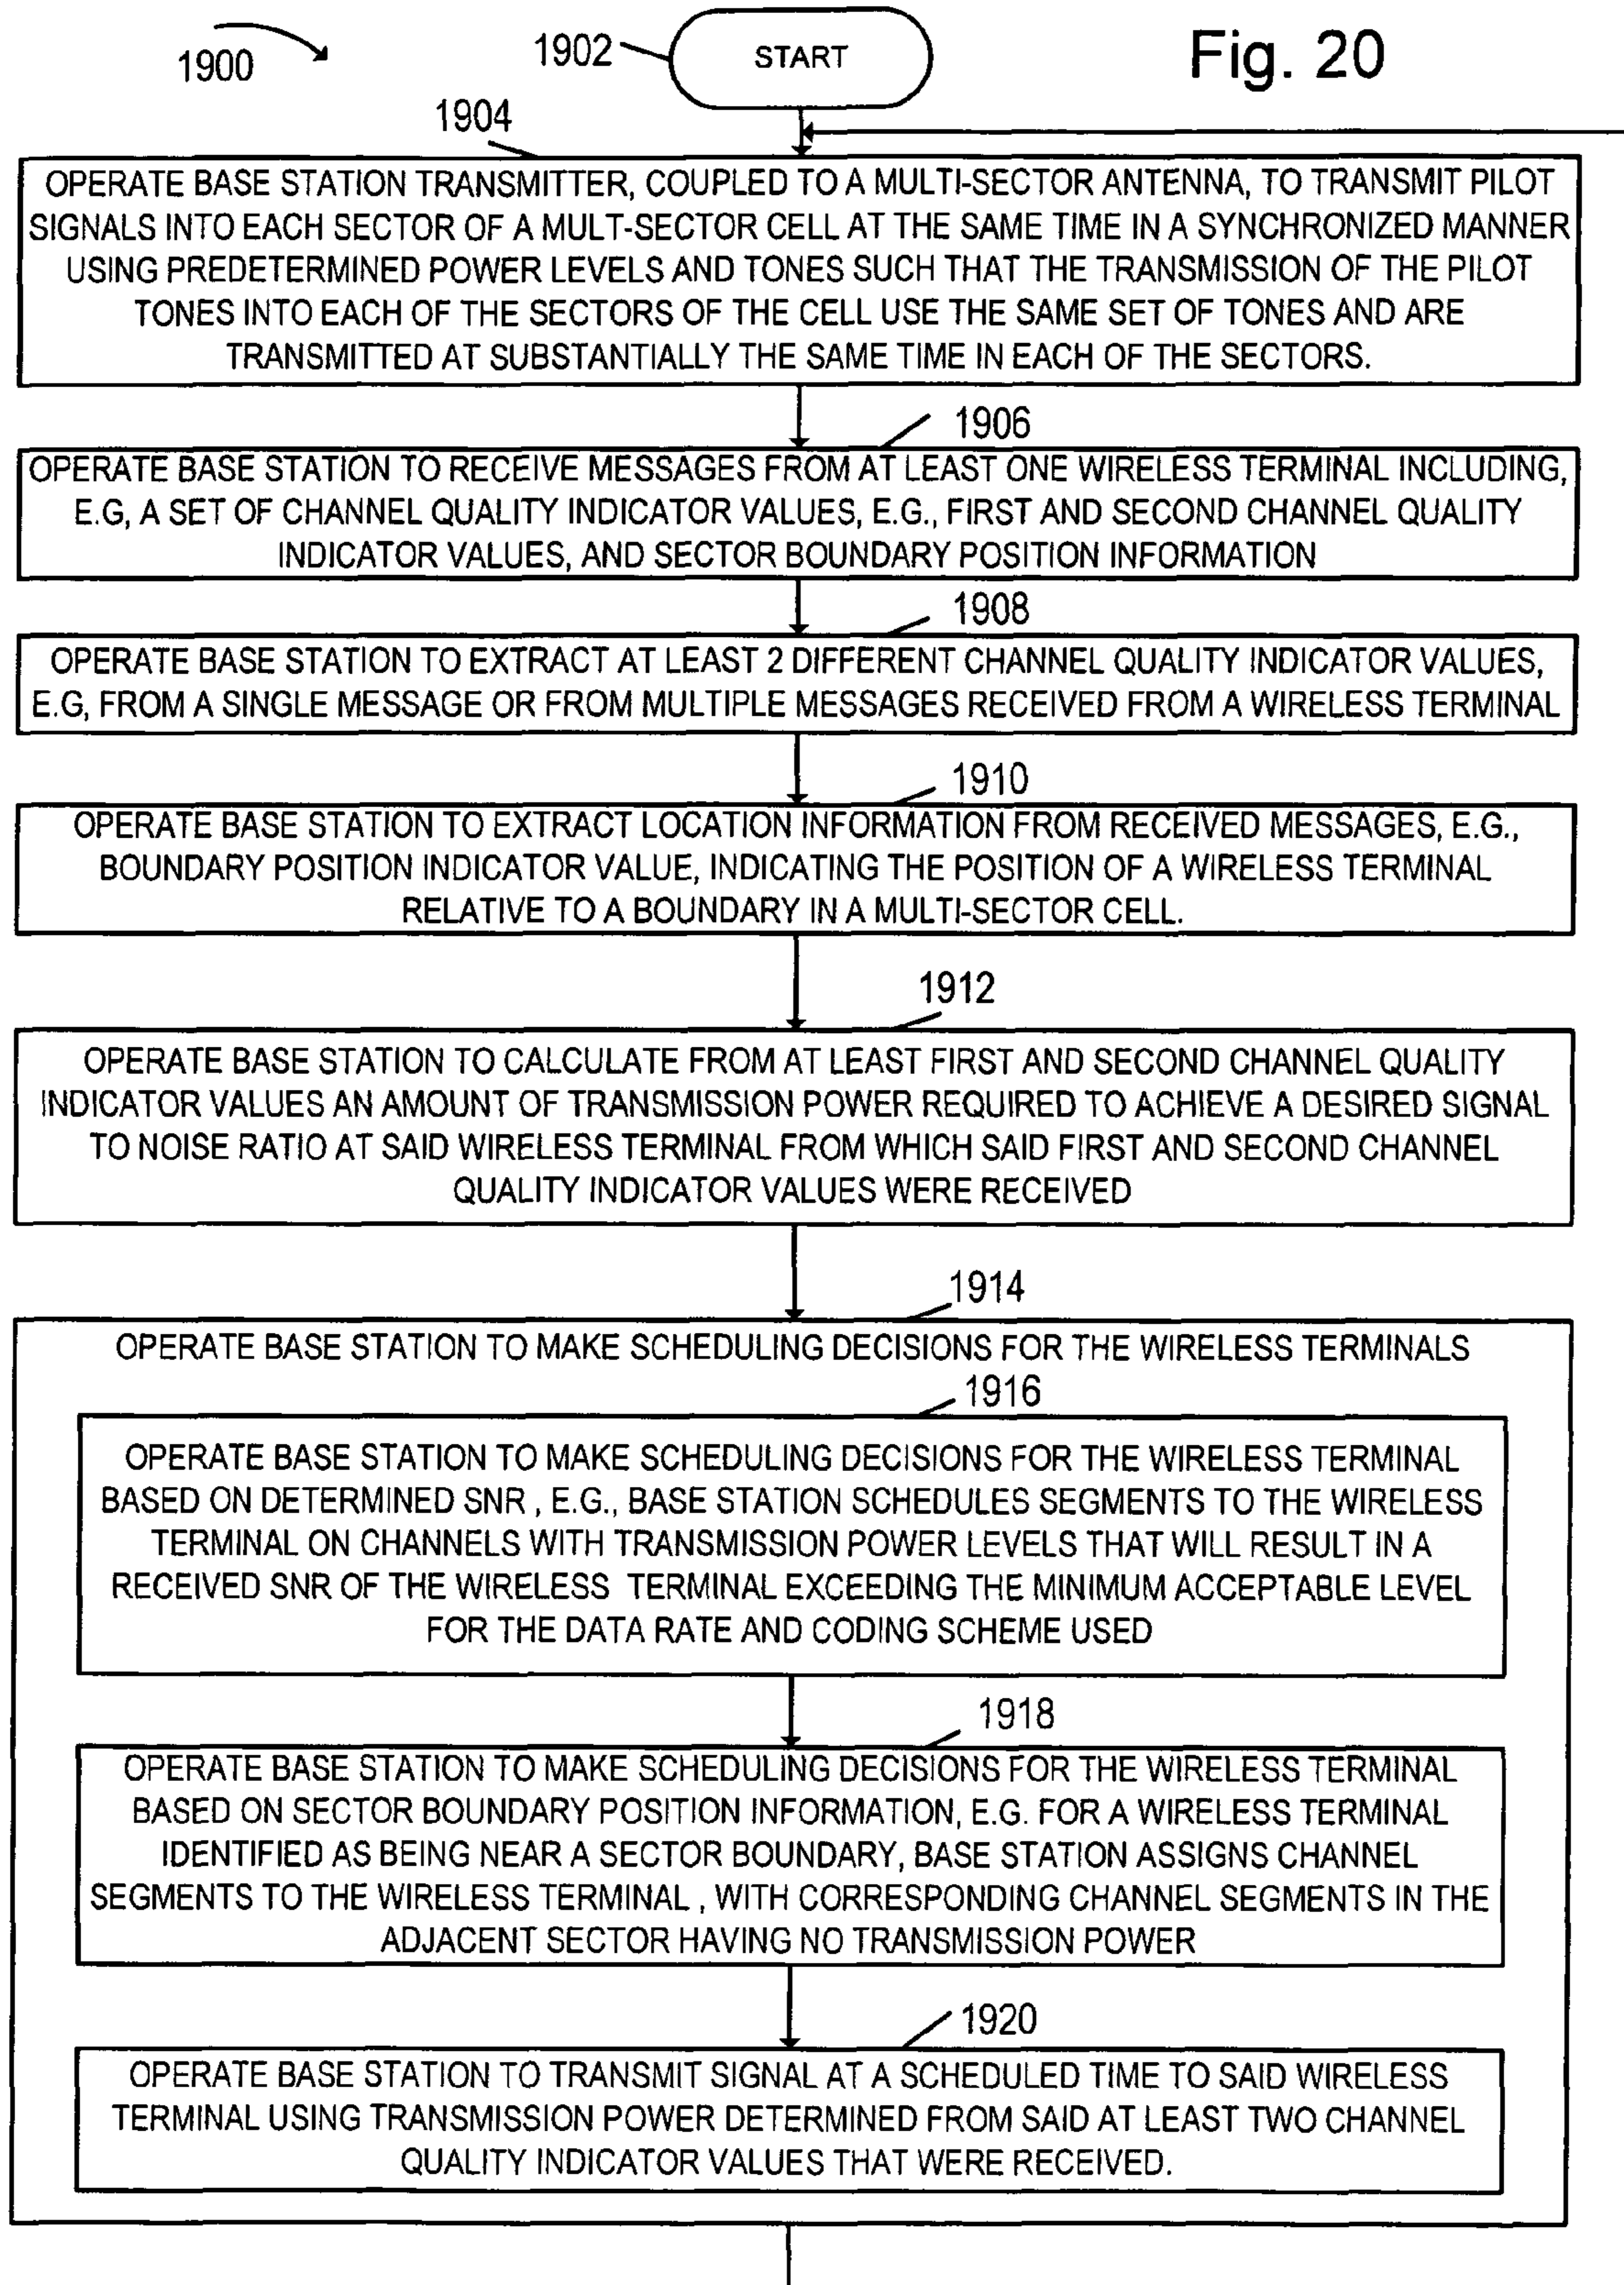 1900
1902
START
Fig. 20
1904
OPERATE BASE STATION TRANSMITTER, COUPLED TO A MULTI-SECTOR ANTENNA, TO TRANSMIT PILOT
SIGNALS INTO EACH SECTOR OF A MULT-SECTOR CELL AT THE SAME TIME IN A SYNCHRONIZED MANNER
USING PREDETERMINED POWER LEVELS AND TONES SUCH THAT THE TRANSMISSION OF THE PILOT
TONES INTO EACH OF THE SECTORS OF THE CELL USE THE SAME SET OF TONES AND ARE
TRANSMITTED AT SUBSTANTIALLY THE SAME TIME IN EACH OF THE SECTORS.
1906
OPERATE BASE STATION TO RECEIVE MESSAGES FROM AT LEAST ONE WIRELESS TERMINAL INCLUDING,
E.G, A SET OF CHANNEL QUALITY INDICATOR VALUES, E.G., FIRST AND SECOND CHANNEL QUALITY
INDICATOR VALUES, AND SECTOR BOUNDARY POSITION INFORMATION
1908
OPERATE BASE STATION TO EXTRACT AT LEAST 2 DIFFERENT CHANNEL QUALITY INDICATOR VALUES,
E.G, FROM A SINGLE MESSAGE OR FROM MULTIPLE MESSAGES RECEIVED FROM A WIRELESS TERMINAL
1910
OPERATE BASE STATION TO EXTRACT LOCATION INFORMATION FROM RECEIVED MESSAGES, E.G.,
BOUNDARY POSITION INDICATOR VALUE, INDICATING THE POSITION OF A WIRELESS TERMINAL
RELATIVE TO A BOUNDARY IN A MULTI-SECTOR CELL.
1912
OPERATE BASE STATION TO CALCULATE FROM AT LEAST FIRST AND SECOND CHANNEL QUALITY
INDICATOR VALUES AN AMOUNT OF TRANSMISSION POWER REQUIRED TO ACHIEVE A DESIRED SIGNAL
TO NOISE RATIO AT SAID WIRELESS TERMINAL FROM WHICH SAID FIRST AND SECOND CHANNEL
QUALITY INDICATOR VALUES WERE RECEIVED
1914
OPERATE BASE STATION TO MAKE SCHEDULING DECISIONS FOR THE WIRELESS TERMINALS
1916
OPERATE BASE STATION TO MAKE SCHEDULING DECISIONS FOR THE WIRELESS TERMINAL
BASED ON DETERMINED SNR , E.G., BASE STATION SCHEDULES SEGMENTS TO THE WIRELESS
TERMINAL ON CHANNELS WITH TRANSMISSION POWER LEVELS THAT WILL RESULT IN A
RECEIVED SNR OF THE WIRELESS TERMINAL EXCEEDING THE MINIMUM ACCEPTABLE LEVEL
FOR THE DATA RATE AND CODING SCHEME USED
1918
OPERATE BASE STATION TO MAKE SCHEDULING DECISIONS FOR THE WIRELESS TERMINAL
BASED ON SECTOR BOUNDARY POSITION INFORMATION, E.G. FOR A WIRELESS TERMINAL
IDENTIFIED AS BEING NEAR A SECTOR BOUNDARY, BASE STATION ASSIGNS CHANNEL
SEGMENTS TO THE WIRELESS TERMINAL , WITH CORRESPONDING CHANNEL SEGMENTS IN THE
ADJACENT SECTOR HAVING NO TRANSMISSION POWER
1920
OPERATE BASE STATION TO TRANSMIT SIGNAL AT A SCHEDULED TIME TO SAID WIRELESS
TERMINAL USING TRANSMISSION POWER DETERMINED FROM SAID AT LEAST TWO CHANNEL
QUALITY INDICATOR VALUES THAT WERE RECEIVED.